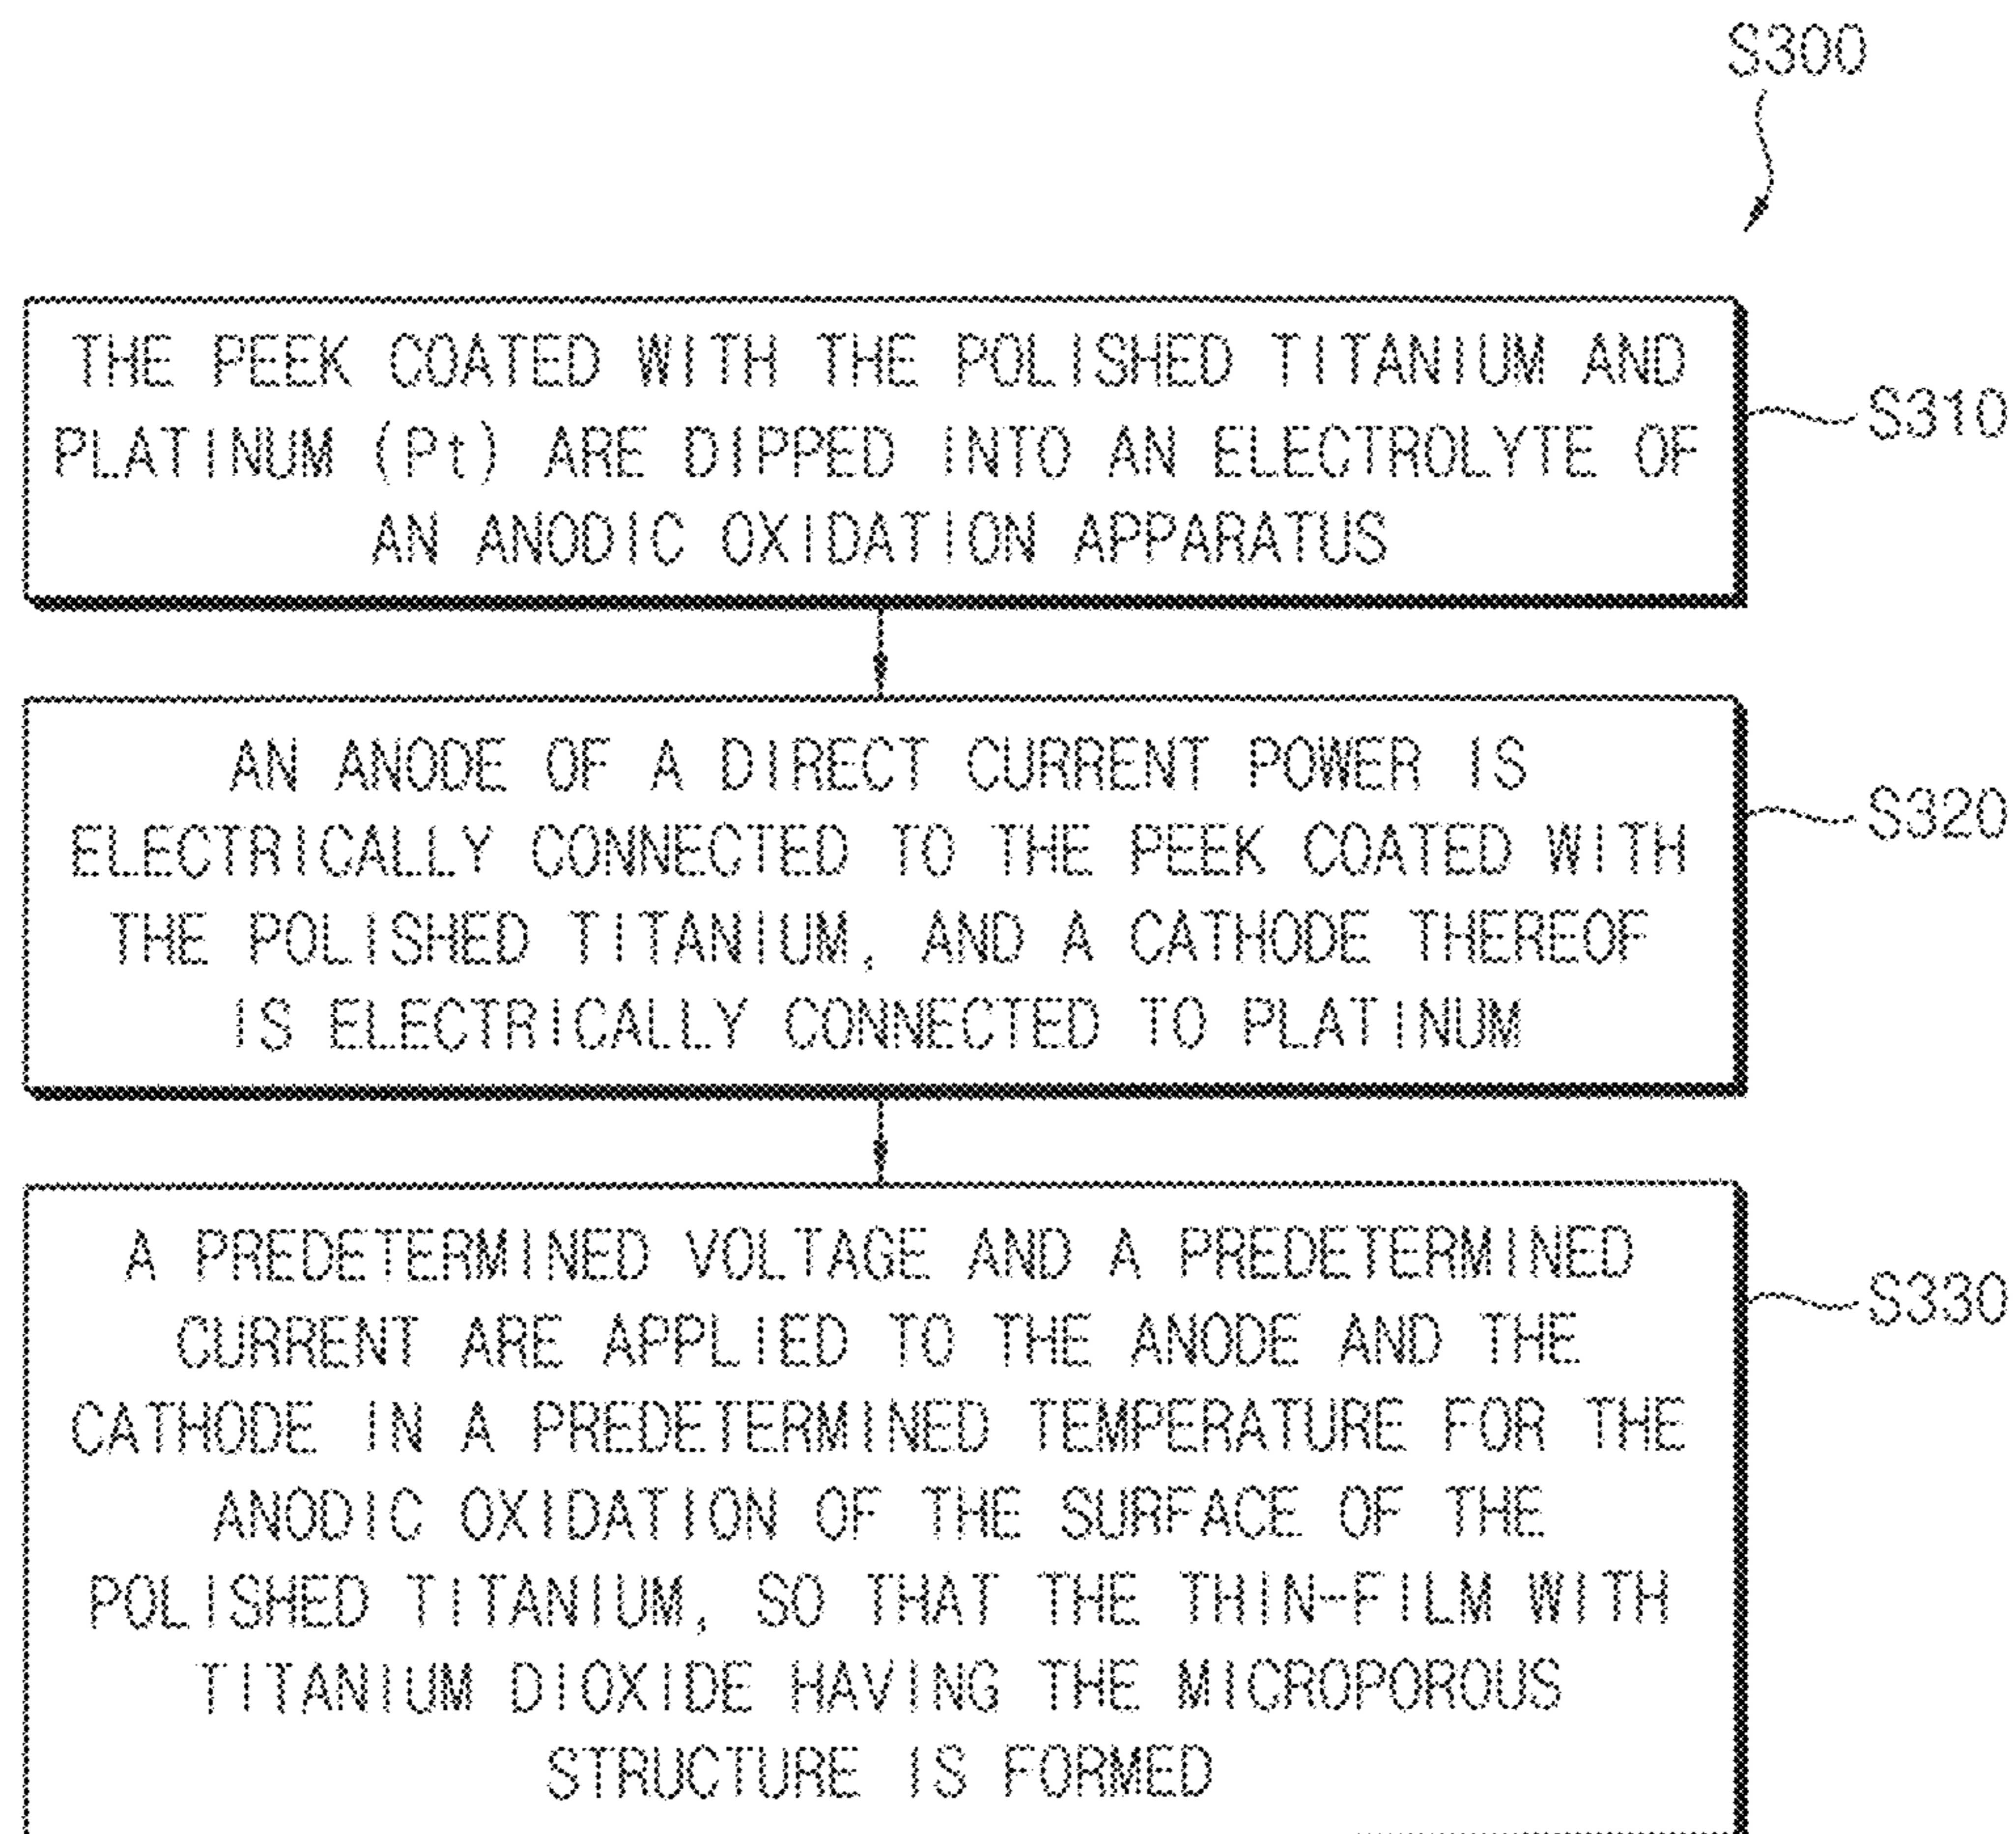 S300
THE PEEK COATED WITH THE POLISHED TITANIUM AND
PLATINUM (Pt) ARE DIPPED INTO AN ELECTROLYTE OF
AN ANODIC OXIDATION APPARATUS
S310
AN ANODE OF A DIRECT CURRENT POWER IS
ELECTRICALLY CONNECTED TO THE PEEK COATED WITH
THE POLISHED TITANIUM, AND A CATHODE THEREOF
IS ELECTRICALLY CONNECTED TO PLATINUM
S320
A PREDETERMINED VOLTAGE AND A PREDETERMINED
CURRENT ARE APPLIED TO THE ANODE AND THE
CATHODE IN A PREDETERMINED TEMPERATURE FOR THE
ANODIC OXIDATION OF THE SURFACE OF THE
POLISHED TITANIUM, SO THAT THE THIN-FILM WITH
TITANIUM DIOXIDE HAVING THE MICROPOROUS
STRUCTURE IS FORMED
S330